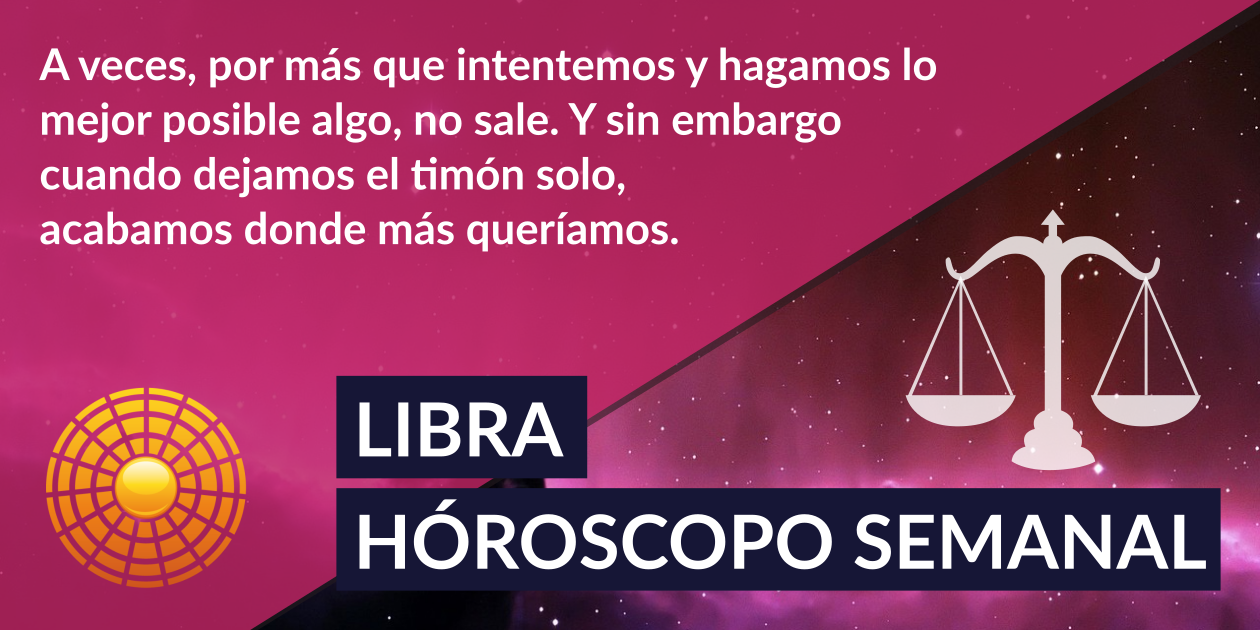 A veces, por más que intentemos y hagamos lo
mejor posible algo, no sale. Y sin embargo
cuando dejamos el timón solo,
acabamos donde más queríamos.
LIBRA
HÓROSCOPO SEMANAL